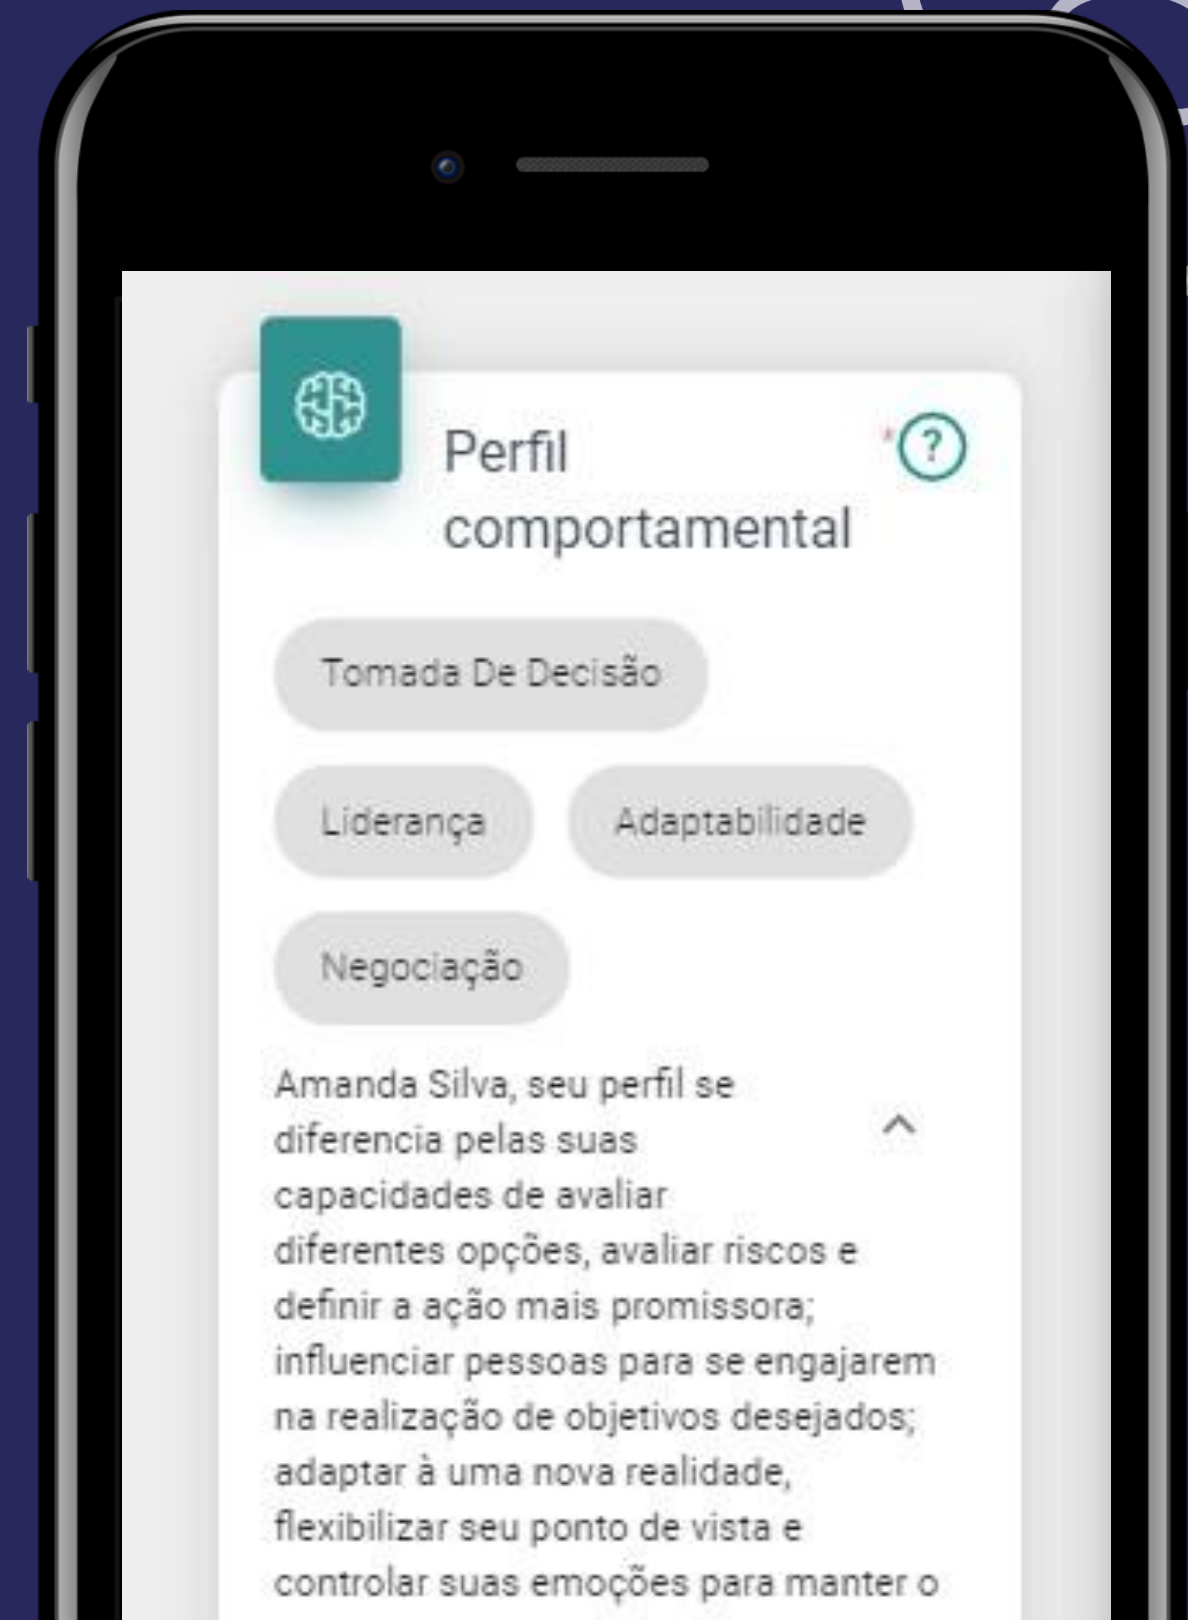 Perfil
*?
comportamental
Tomada De Decisão
Liderança Adaptabilidade
Negociação
Amanda Silva, seu perfil se
diferencia pelas suas
capacidades de avaliar
diferentes opções, avaliar riscos e
definir a ação mais promissora;
influenciar pessoas para se engajarem
na realização de objetivos desejados;
adaptar à uma nova realidade,
flexibilizar seu ponto de vista e
controlar suas emoções para manter o